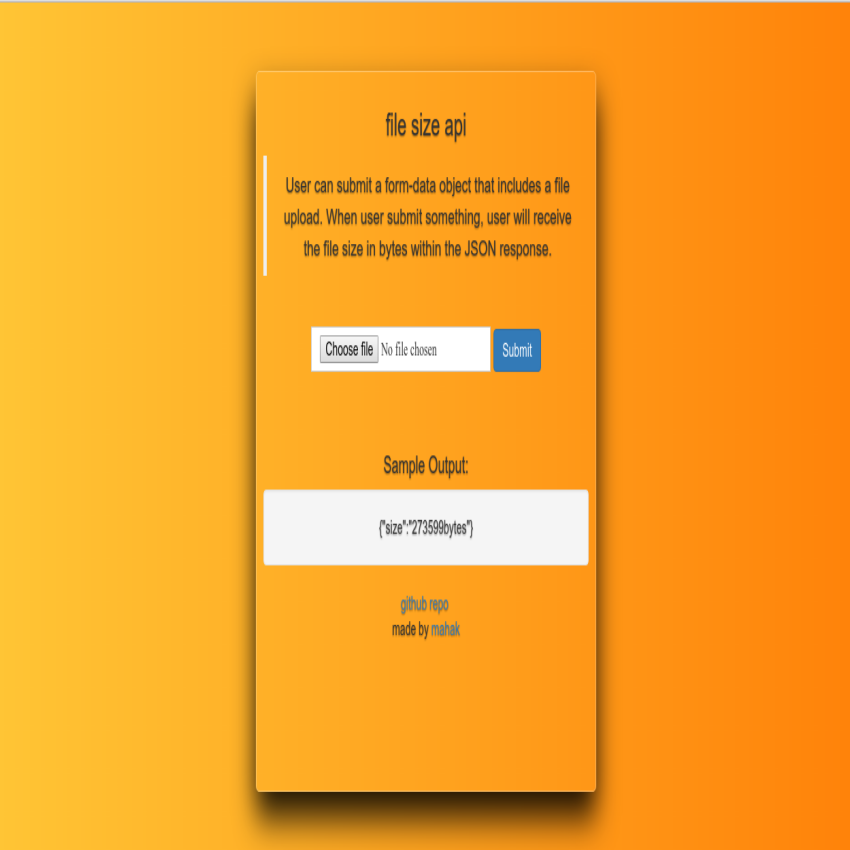 file size api
User can submit a form-data object that includes a file
upload. When user submit something, user will receive
the file size in bytes within the JSON response.
Choose file No file chosen Submit
Sample Output:
{"size":"273599bytes"}
github repo
made by mahak